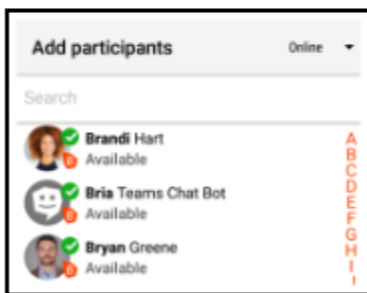 Add participants Online
Search
Brandi Hart
Available
Bria Teams Chat Bot
Available
Bryan Greene
Available
A
B
C
D
E
F
G
H
I